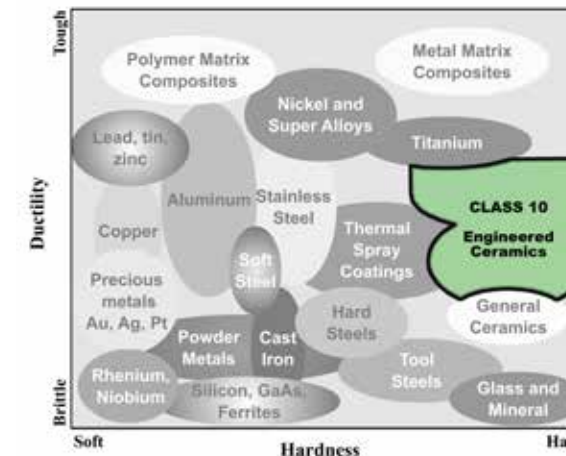 Tough
Polymer Matrix
Composites
Metal Matrix
Composites
Nickel and
Super Alloys
Lead, tin,
zinc
Titanium
Ductility
Aluminum
Stainless
Steel
CLASS 10
Engineered
Ceramics
Copper
Thermal
Spray
Coatings
Soft
Steel
Precious
metals
Au, Ag, Pt
General
Ceramics
Hard
Steels
Powder
Metals
Cast
Iron
Tool
Steels
Rhenium,
Niobium
Silicon, GaAs,
Ferrites
Glass and
Mineral
Brittle
Soft
Hardness
Ha